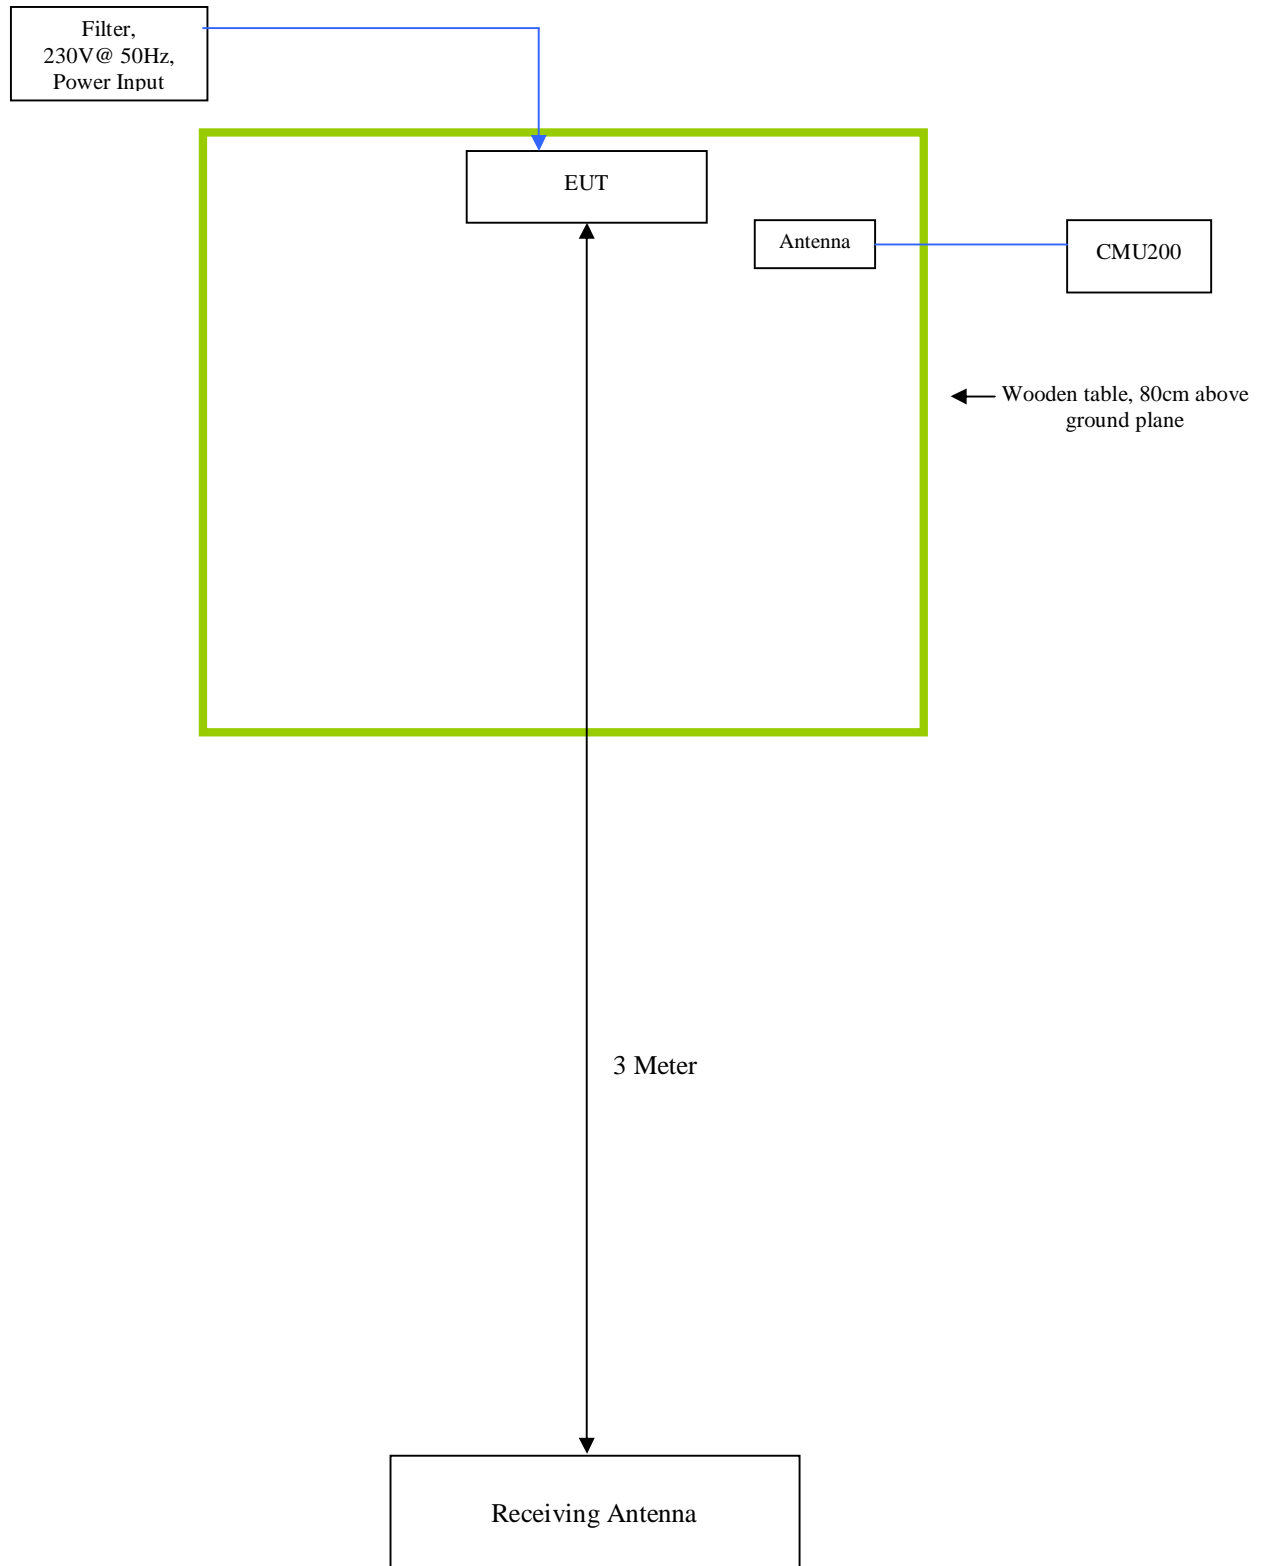 Filter,
230V@ 50Hz,
Power Input
EUT
Antenna
CMU200
Wooden table, 80cm above
ground plane
3 Meter
Receiving Antenna